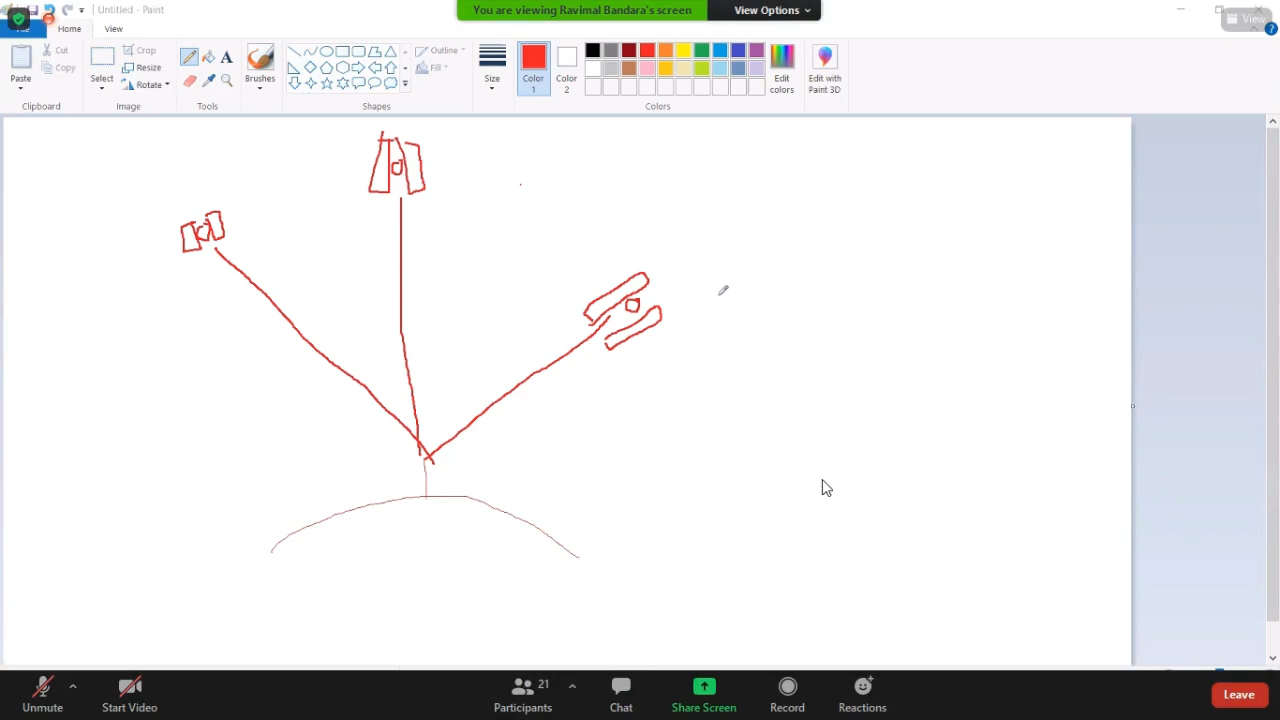 You are viewing Ravimal Bandara's screen
View Options
Untitled - Paint
View
Home
View
Paste
Cut
Copy
Clipboard
Select
Crop
Resize
Rotate
Image
A
Tools
Brushes
Outline
Fill
Shapes
Size
Color
1
Color
2
Edit
colors
Edit with
Paint 3D
Colors
Unmute
Start Video
21
Participants
Chat
Share Screen
Record
Reactions
Leave